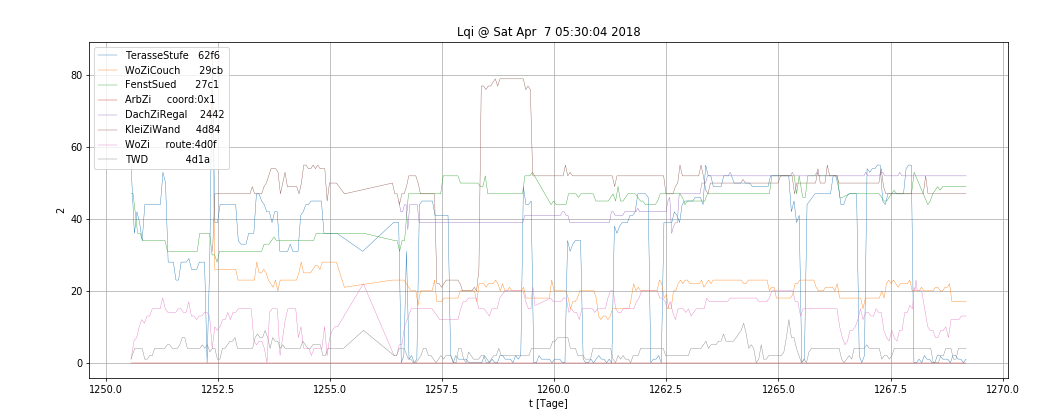 Lqi @ Sat Apr  7 05:30:04 2018
TerasseStufe   62f6
WoZiCouch      29cb
FenstSued      27c1
ArbZi     coord:0x1
DachZiRegal    2442
KleiZiWand     4d84
WoZi     route:4d0f
TWD            4d1a
80
60
40
20
0
2
1250.0 1252.5 1255.0 1257.5 1260.0 1262.5 1265.0 1267.5 1270.0
t [Tage]